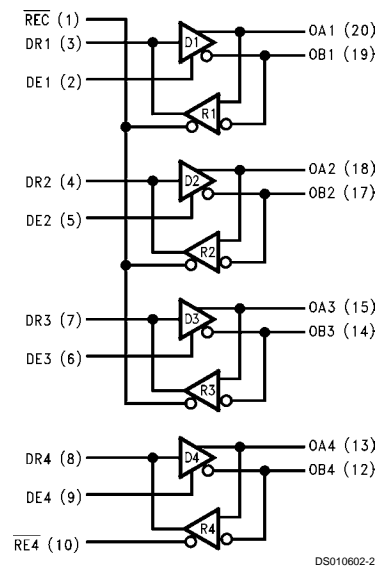 R̅E̅C̅ (1)
DR1 (3)
D1
OA1 (20)
OB1 (19)
DE1 (2)
R1
DR2 (4)
D2
OA2 (18)
OB2 (17)
DE2 (5)
R2
DR3 (7)
D3
OA3 (15)
OB3 (14)
DE3 (6)
R3
DR4 (8)
D4
OA4 (13)
OB4 (12)
DE4 (9)
R4
R̅E̅4̅ (10)
DS010602-2